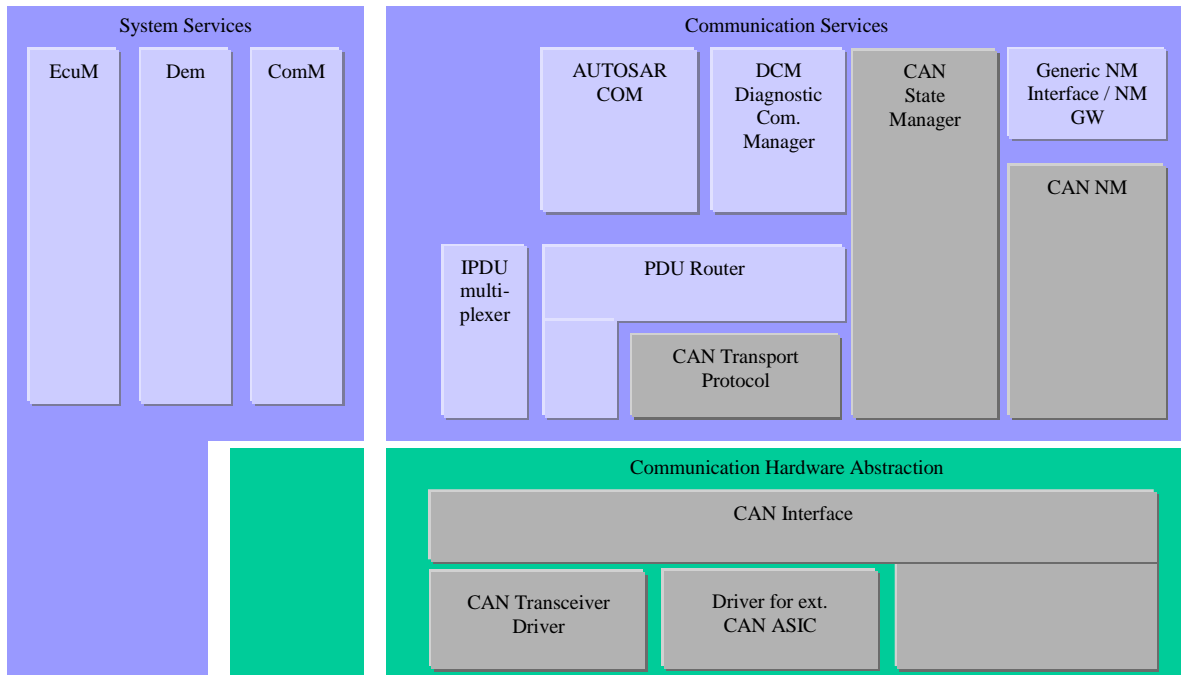 System Services
EcuM
Dem
ComM
Communication Services
AUTOSAR
COM
DCM
Diagnostic
Com.
Manager
CAN
State
Manager
Generic NM
Interface / NM
GW
CAN NM
IPDU
multi-
plexer
PDU Router
CAN Transport
Protocol
Communication Hardware Abstraction
CAN Interface
CAN Transceiver
Driver
Driver for ext.
CAN ASIC